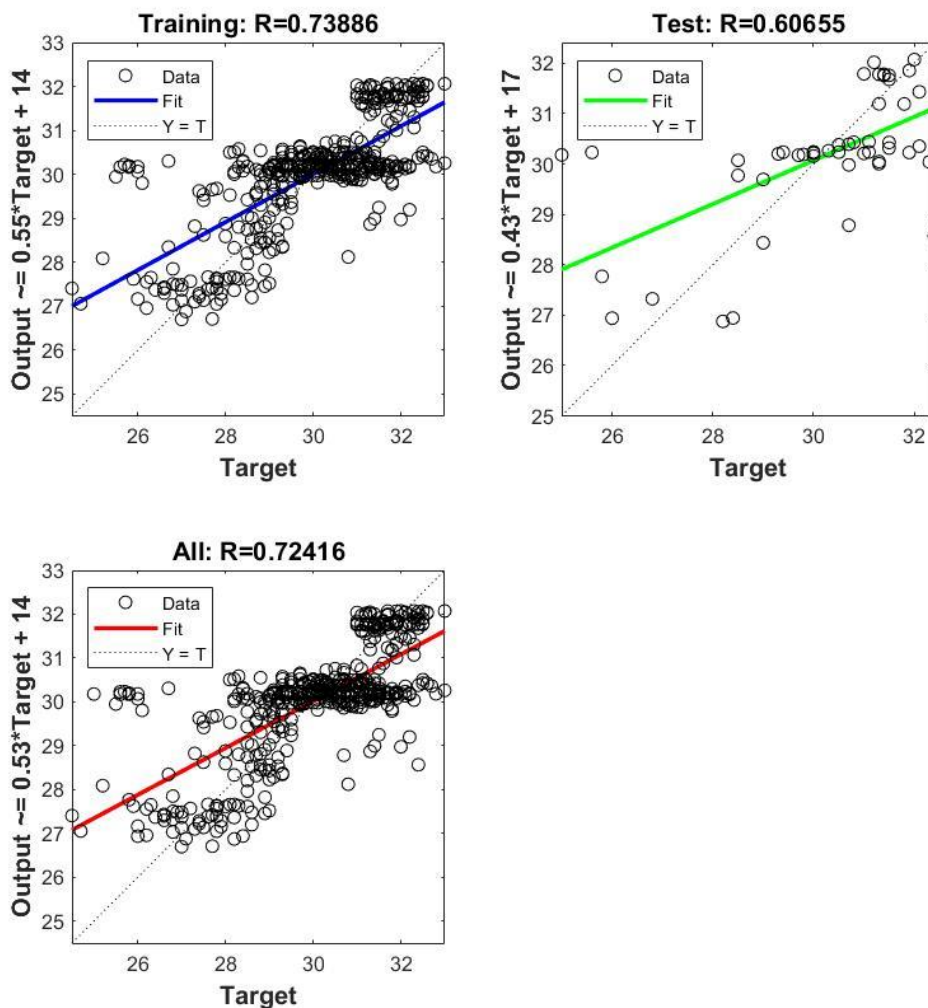 Training: R=0.73886
Output ~= 0.55*Target + 14
33
32
31
30
29
28
27
26
25
Data
Fit
Y = T
26
28
30
32
Target
Test: R=0.60655
Output ~= 0.43*Target + 17
32
31
30
29
28
27
26
25
Data
Fit
Y = T
26
28
30
32
Target
All: R=0.72416
Output ~= 0.53*Target + 14
33
32
31
30
29
28
27
26
25
Data
Fit
Y = T
26
28
30
32
Target